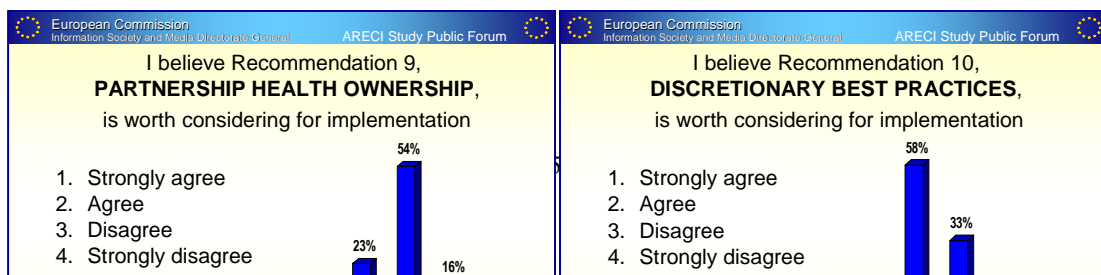 European Commission
Information Society and Media Directorate-General
ARECI Study Public Forum
I believe Recommendation 9,
PARTNERSHIP HEALTH OWNERSHIP,
is worth considering for implementation
54%
1. Strongly agree
2. Agree
3. Disagree
4. Strongly disagree
23%
16%
European Commission
Information Society and Media Directorate-General
ARECI Study Public Forum
I believe Recommendation 10,
DISCRETIONARY BEST PRACTICES,
is worth considering for implementation
58%
1. Strongly agree
2. Agree
3. Disagree
4. Strongly disagree
33%